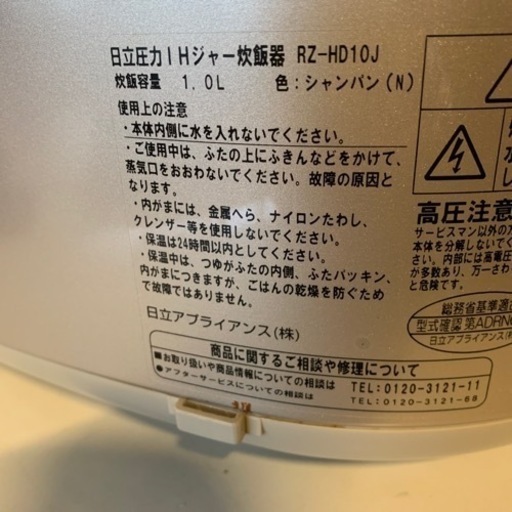 日立圧力IHジャー炊飯器 RZ-HD10J
炊飯容量 1.0L 色：シャンパン(N)
使用上の注意
・本体内側に水を入れないでください。
・ご使用中は、ふたの上にふきんなどをかけて、
蒸気口をおおわないでください。故障の原因と
なります。
・内がまには、金属へら、ナイロンたわし、
クレンザー等を使用しないでください。
・保温は24時間以内としてください。
・保温中は、つゆがふたの内側、ふたパッキン、
内がまにつきますが、ごはんの乾燥を防ぐためで
故障ではありません。
日立アプライアンス(株)
商品に関するご相談や修理について
■お取り扱いや商品情報についての相談は TEL:0120-3121-11
●アフターサービスについての相談は TEL:0120-3121-68
高圧注意
サービスマン以外の方
本体を分解しないでく
さい。内部には高電圧
が多数あり、万一さわ
と危険です。
総務省基準適
型式確認 第ADRN
日立アプライアンス(株